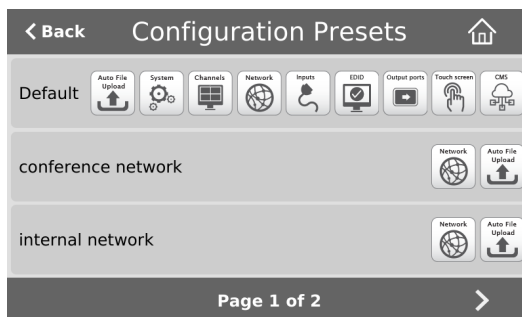 Back Configuration Presets
Default
Auto File Upload
System
Channels
Network
Inputs
EDID
Output ports
Touch screen
CMS
conference network
Network
Auto File Upload
internal network
Network
Auto File Upload
Page 1 of 2